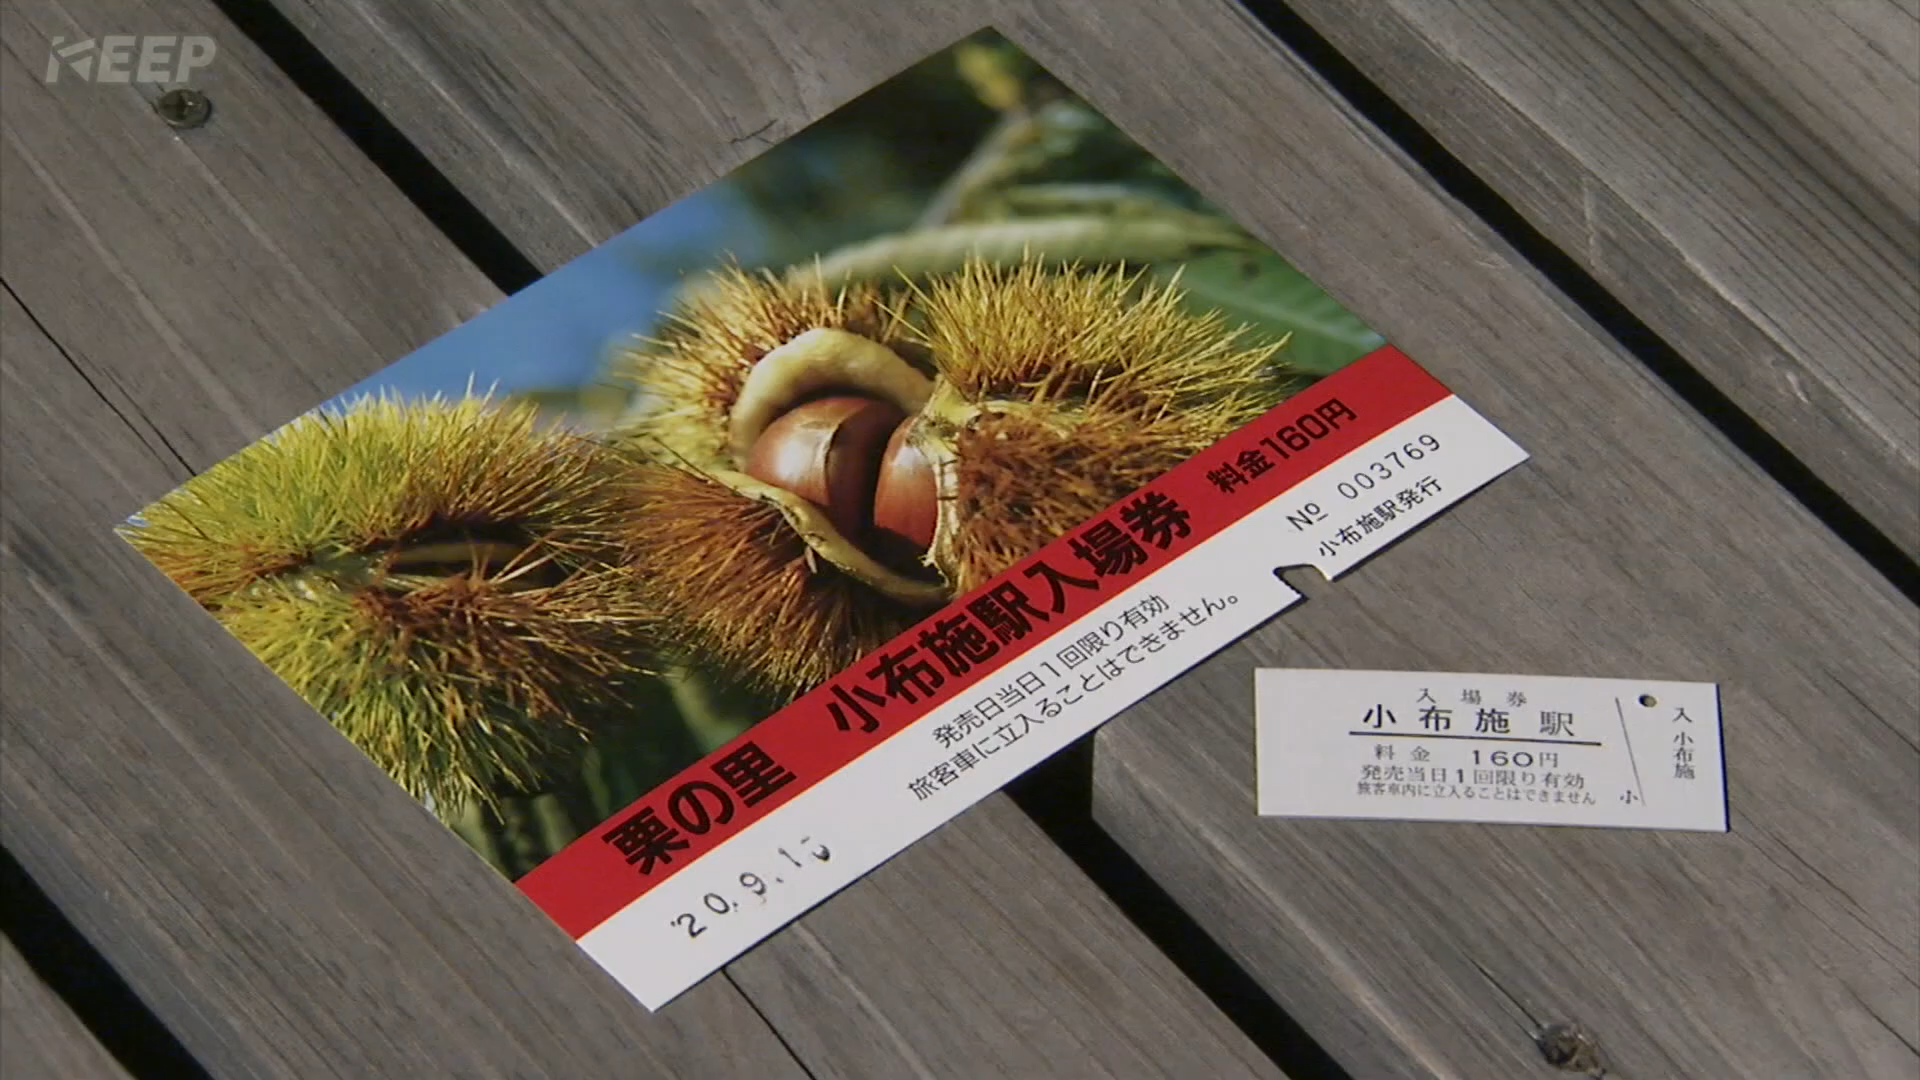 KEEP
栗の里 小布施駅入場券 料金160円
発売日当日1回限り有効
旅客車に立入ることはできません。
№ 003769
小布施駅発行
'20.9.15
入場券
小布施駅
料金 160円
発売当日1回限り有効
旅客車内に立入ることはできません
小
入
小布施